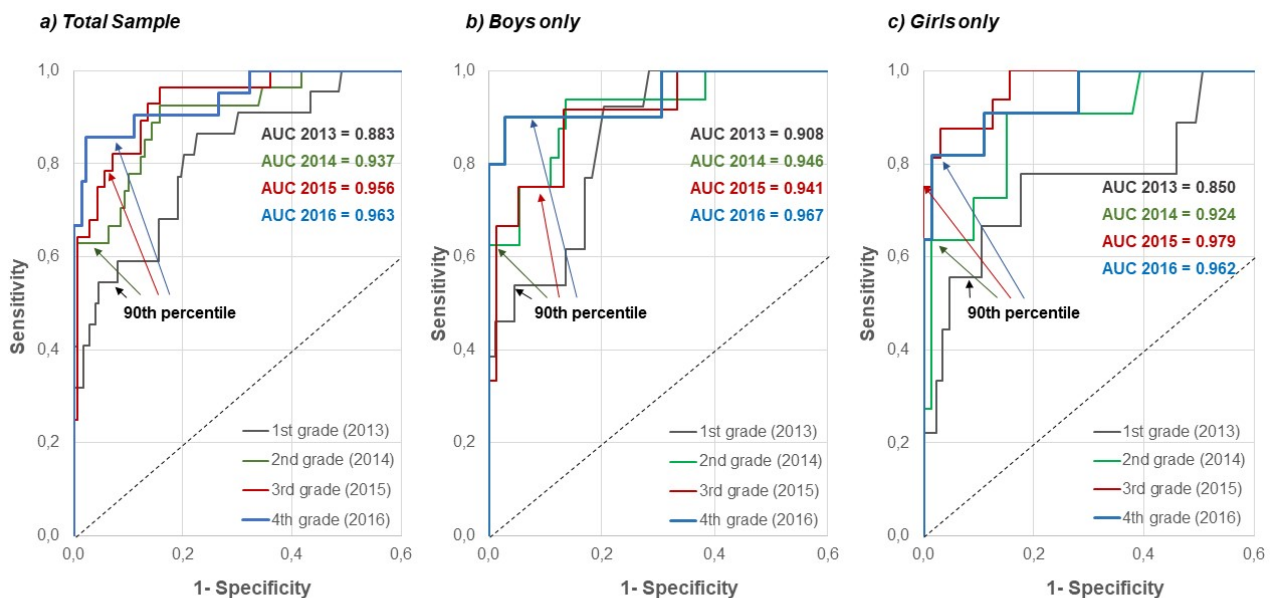 a) Total Sample
1,0
0,8
0,6
0,4
0,2
0,0
0,0
0,2
0,4
0,6
Sensitivity
1- Specificity
AUC 2013 = 0.883
AUC 2014 = 0.937
AUC 2015 = 0.956
AUC 2016 = 0.963
90th percentile
1st grade (2013)
2nd grade (2014)
3rd grade (2015)
4th grade (2016)
b) Boys only
1,0
0,8
0,6
0,4
0,2
0,0
0,0
0,2
0,4
0,6
Sensitivity
1- Specificity
AUC 2013 = 0.908
AUC 2014 = 0.946
AUC 2015 = 0.941
AUC 2016 = 0.967
90th percentile
1st grade (2013)
2nd grade (2014)
3rd grade (2015)
4th grade (2016)
c) Girls only
1,0
0,8
0,6
0,4
0,2
0,0
0,0
0,2
0,4
0,6
Sensitivity
1- Specificity
AUC 2013 = 0.850
AUC 2014 = 0.924
AUC 2015 = 0.979
AUC 2016 = 0.962
90th percentile
1st grade (2013)
2nd grade (2014)
3rd grade (2015)
4th grade (2016)